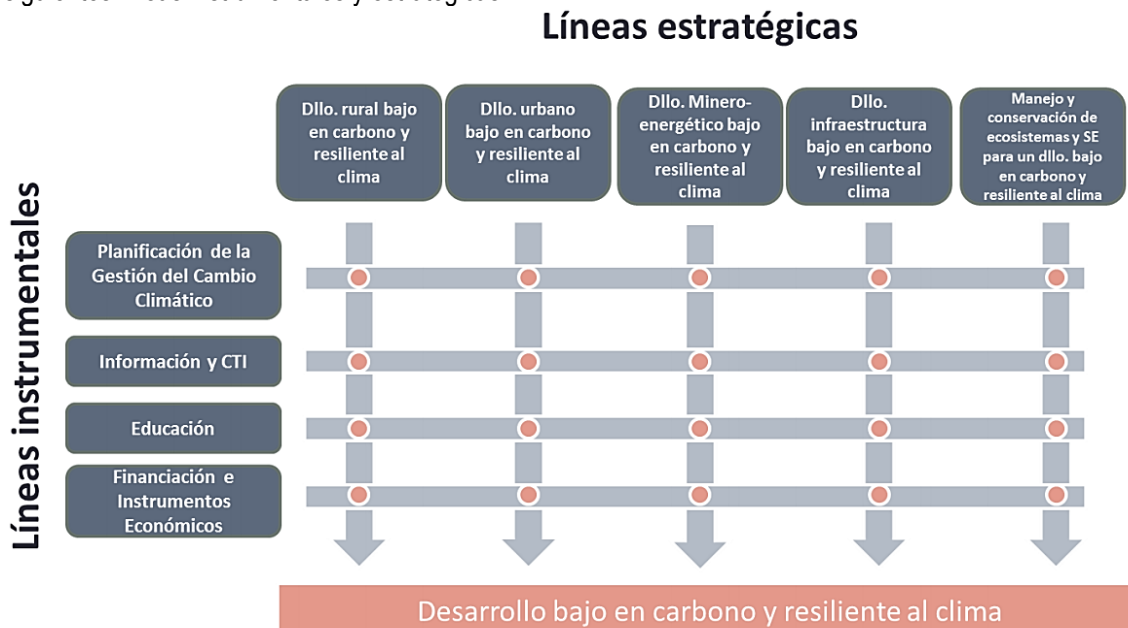 Líneas estratégicas
Dllo. rural bajo
en carbono y
resiliente al
clima
Dllo. urbano
bajo en carbono
y resiliente al
clima
Dllo. Minero-
energético bajo
en carbono y
resiliente al
clima
Dllo.
infraestructura
bajo en carbono
y resiliente al
clima
Manejo y
conservación de
ecosistemas y SE
para un dllo. bajo
en carbono y
resiliente al clima
Líneas instrumentales
Planificación de la
Gestión del Cambio
Climático
Información y CTI
Educación
Financiación e
Instrumentos
Económicos
Desarrollo bajo en carbono y resiliente al clima